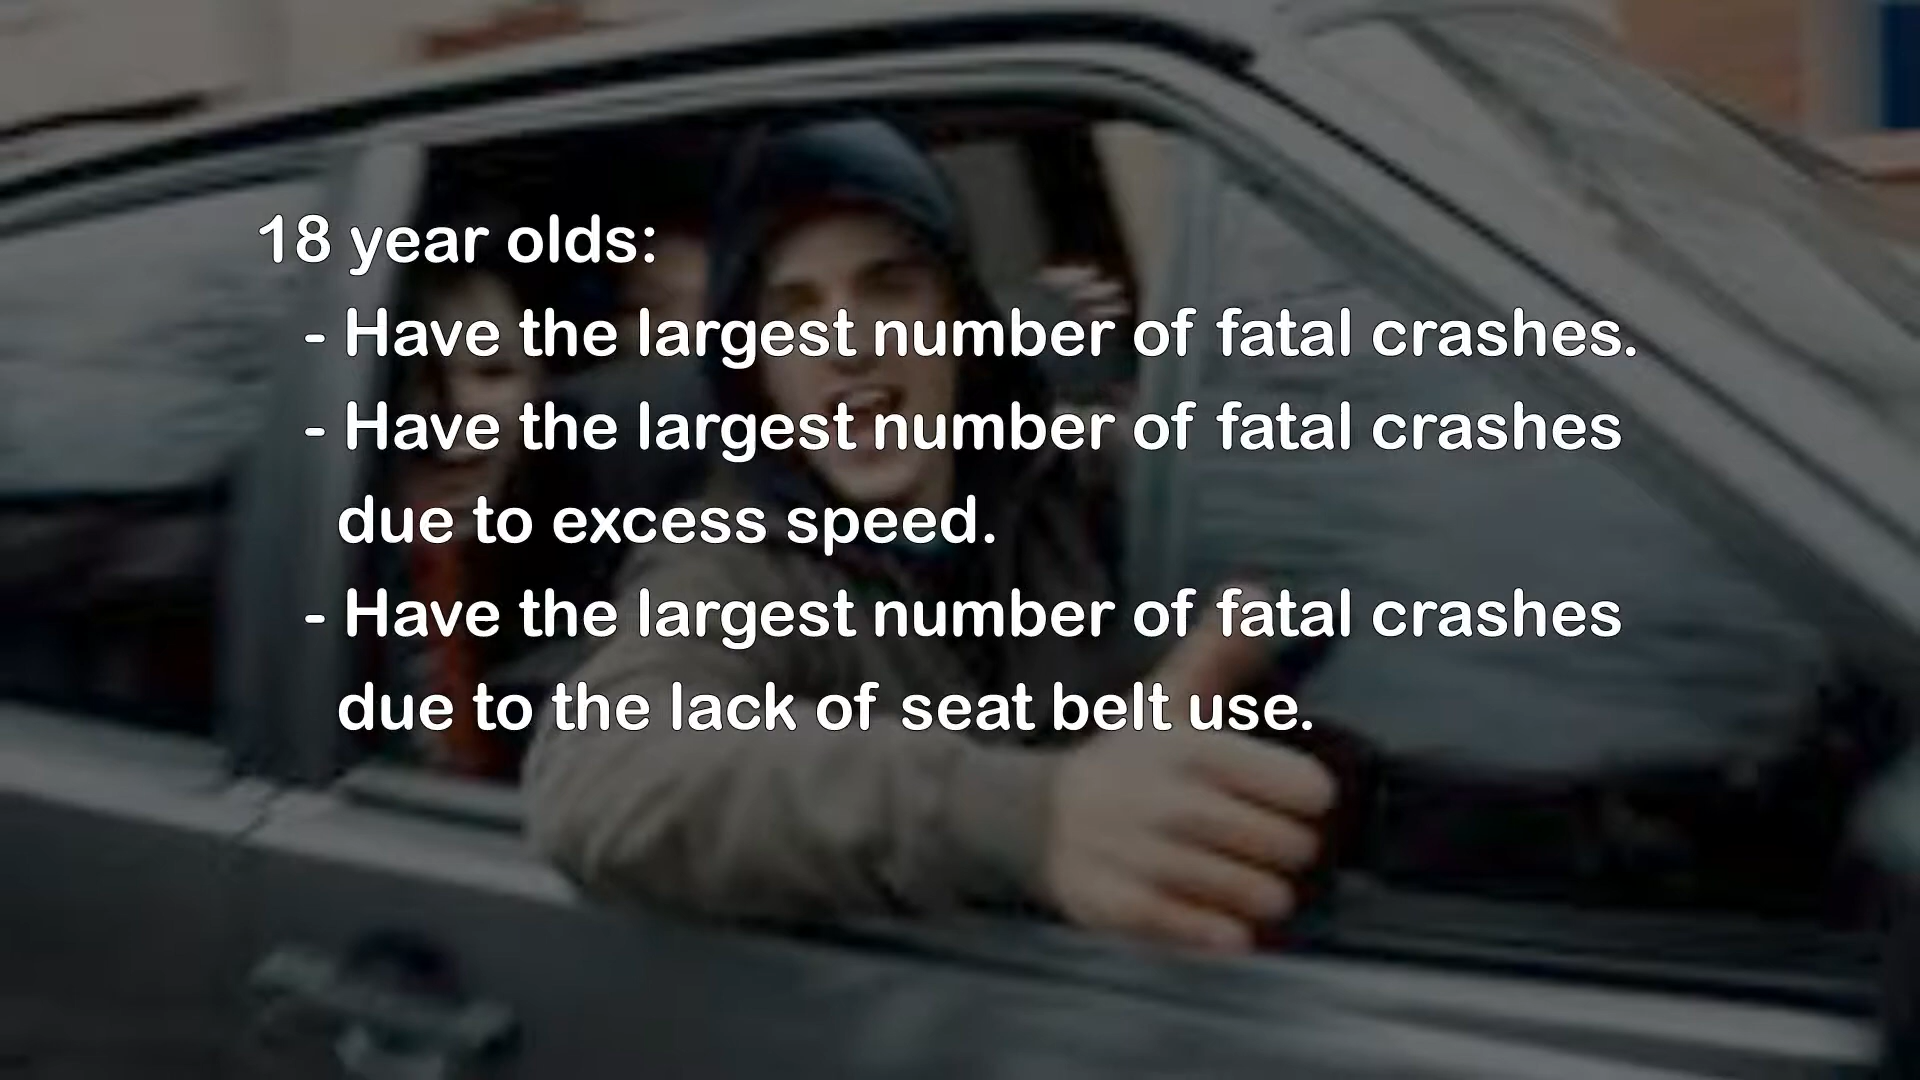 18 year olds:
- Have the largest number of fatal crashes.
- Have the largest number of fatal crashes
due to excess speed.
- Have the largest number of fatal crashes
due to the lack of seat belt use.